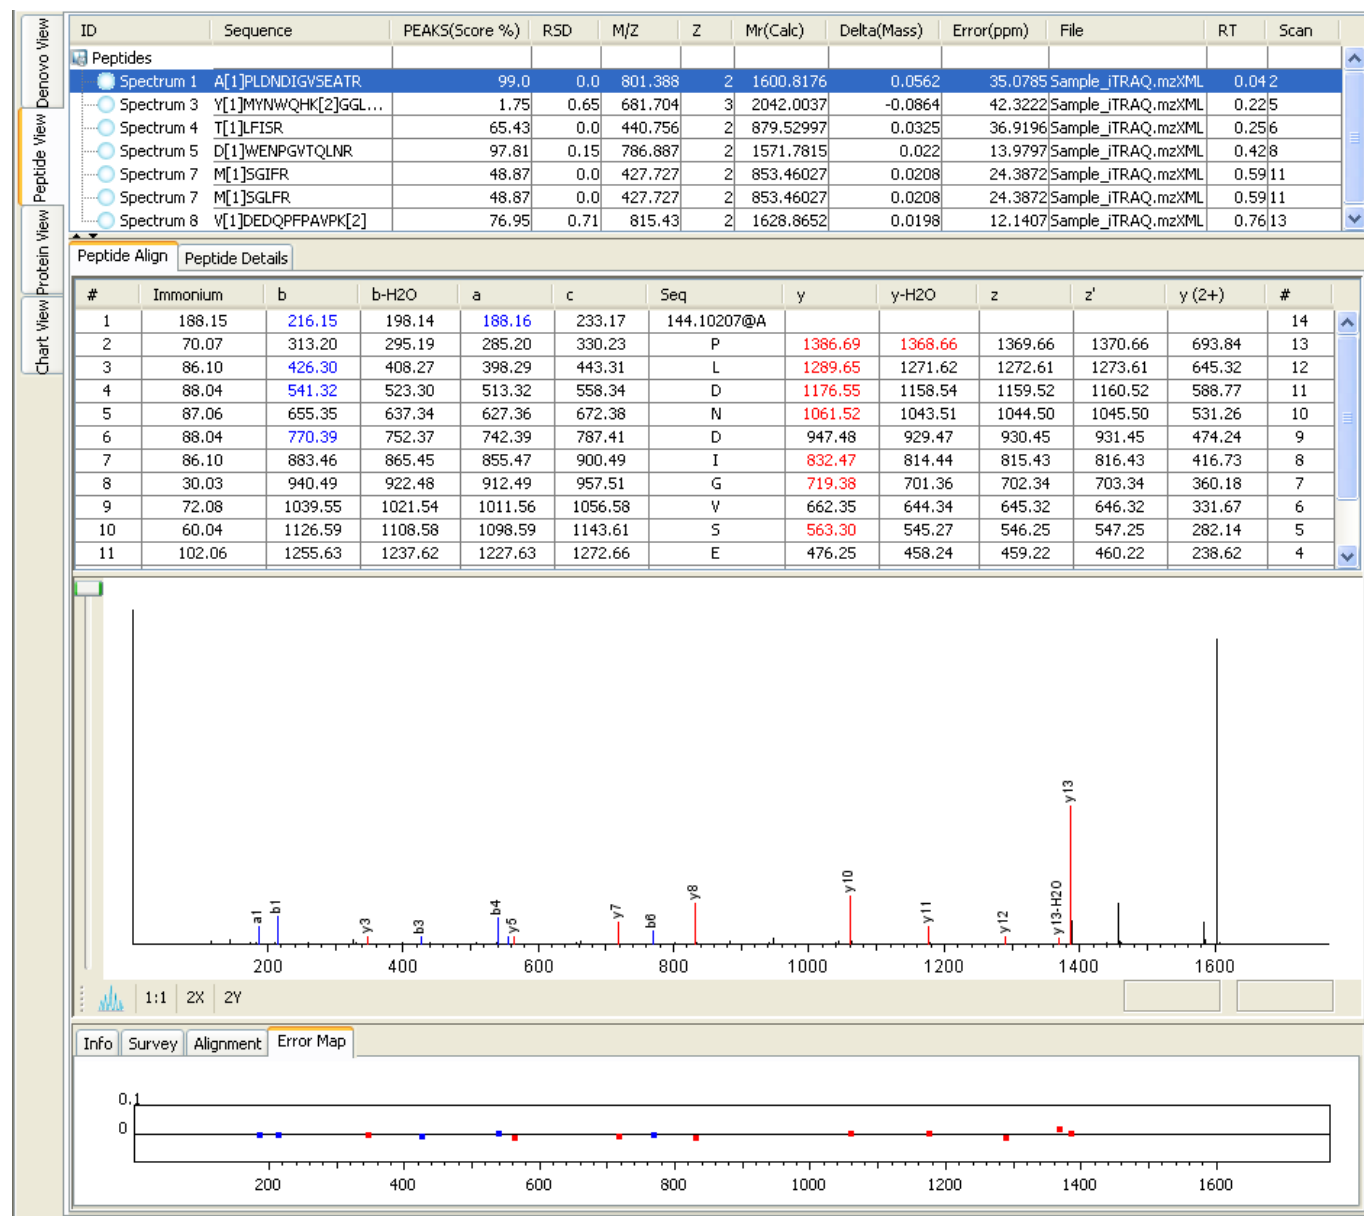 Denovo View
Peptide View
Protein View
Chart View
ID Sequence PEAKS(Score %) RSD M/Z Z Mr(Calc) Delta(Mass) Error(ppm) File RT Scan
Peptides
Spectrum 1 A[1]PLDNDIGVSEATR 99.0 0.0 801.388 2 1600.8176 0.0562 35.0785 Sample_iTRAQ.mzXML 0.04 2
Spectrum 3 Y[1]MYNWQHK[2]GGL... 1.75 0.65 681.704 3 2042.0037 -0.0864 42.3222 Sample_iTRAQ.mzXML 0.22 5
Spectrum 4 T[1]LFISR 65.43 0.0 440.756 2 879.52997 0.0325 36.9196 Sample_iTRAQ.mzXML 0.25 6
Spectrum 5 D[1]WENPGVTQLNR 97.81 0.15 786.887 2 1571.7815 0.022 13.9797 Sample_iTRAQ.mzXML 0.42 8
Spectrum 7 M[1]SGIFR 48.87 0.0 427.727 2 853.46027 0.0208 24.3872 Sample_iTRAQ.mzXML 0.59 11
Spectrum 7 M[1]SGLFR 48.87 0.0 427.727 2 853.46027 0.0208 24.3872 Sample_iTRAQ.mzXML 0.59 11
Spectrum 8 V[1]DEDQPFPAVPK[2] 76.95 0.71 815.43 2 1628.8652 0.0198 12.1407 Sample_iTRAQ.mzXML 0.76 13
Peptide Align Peptide Details
# Immonium b b-H2O a c Seq y y-H2O z z' y (2+) #
1 188.15 216.15 198.14 188.16 233.17 144.10207@A 14
2 70.07 313.20 295.19 285.20 330.23 P 1386.69 1368.66 1369.66 1370.66 693.84 13
3 86.10 426.30 408.27 398.29 443.31 L 1289.65 1271.62 1272.61 1273.61 645.32 12
4 88.04 541.32 523.30 513.32 558.34 D 1176.55 1158.54 1159.52 1160.52 588.77 11
5 87.06 655.35 637.34 627.36 672.38 N 1061.52 1043.51 1044.50 1045.50 531.26 10
6 88.04 770.39 752.37 742.39 787.41 D 947.48 929.47 930.45 931.45 474.24 9
7 86.10 883.46 865.45 855.47 900.49 I 832.47 814.44 815.43 816.43 416.73 8
8 30.03 940.49 922.48 912.49 957.51 G 719.38 701.36 702.34 703.34 360.18 7
9 72.08 1039.55 1021.54 1011.56 1056.58 V 662.35 644.34 645.32 646.32 331.67 6
10 60.04 1126.59 1108.58 1098.59 1143.61 S 563.30 545.27 546.25 547.25 282.14 5
11 102.06 1255.63 1237.62 1227.63 1272.66 E 476.25 458.24 459.22 460.22 238.62 4
a1 b1 y3 b3 b4 y5 y7 b6 y8 y10 y11 y12 y13-H2O y13
200 400 600 800 1000 1200 1400 1600
1:1 2X 2Y
Info Survey Alignment Error Map
0.1
0
200 400 600 800 1000 1200 1400 1600